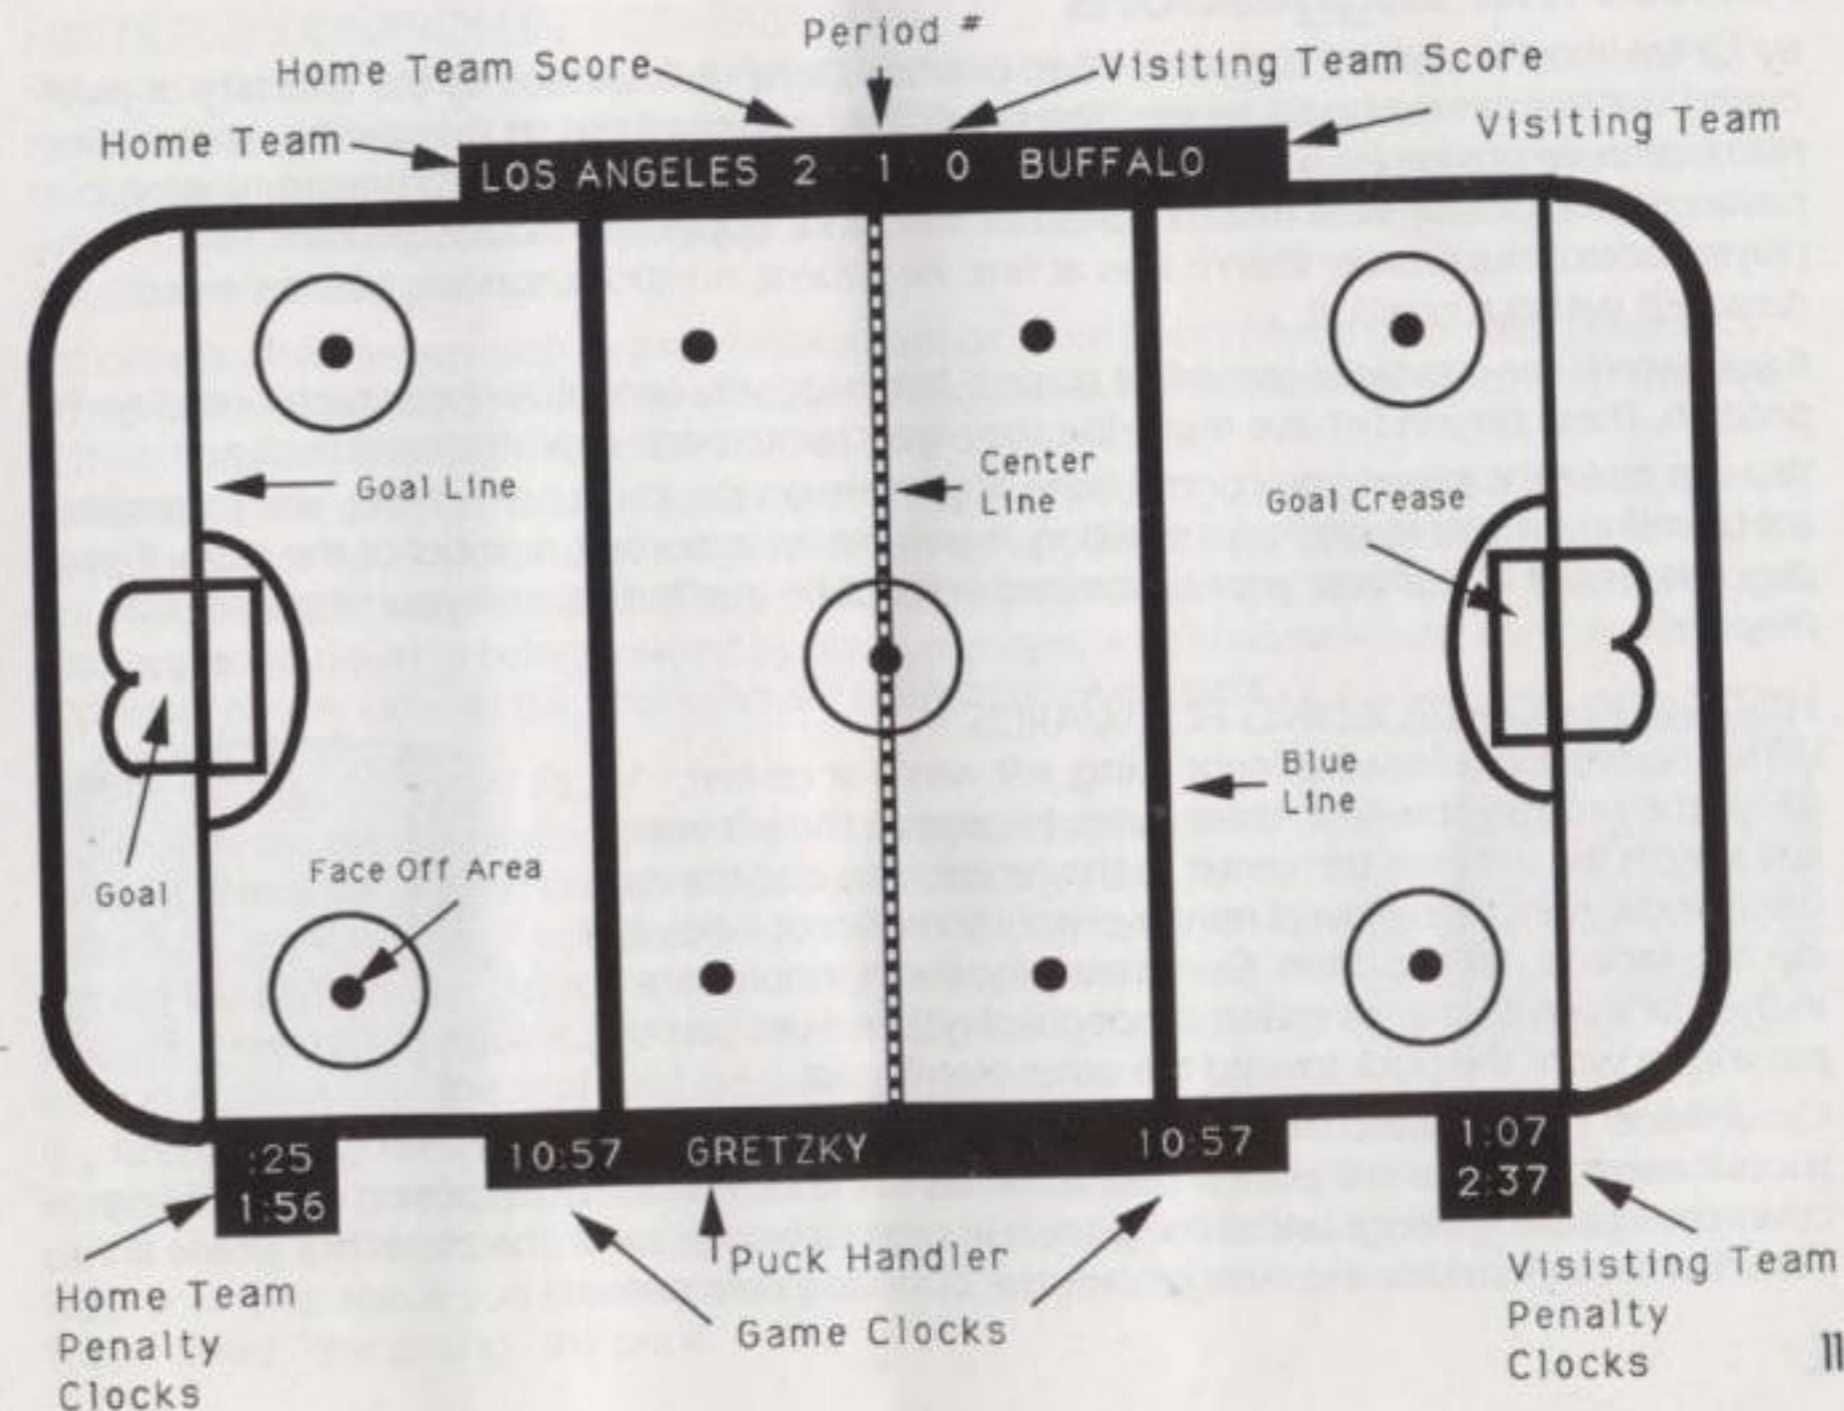 Period #
Home Team Score
Visiting Team Score
Home Team
Visiting Team
LOS ANGELES 2 1 0 BUFFALO
Center
Line
Goal Line
Goal Crease
Blue
Line
Face Off Area
Goal
:25
1:56
10:57 GRETZKY 10:57
1:07
2:37
Puck Handler
Game Clocks
Home Team
Penalty
Clocks
Visisting Team
Penalty
Clocks
11